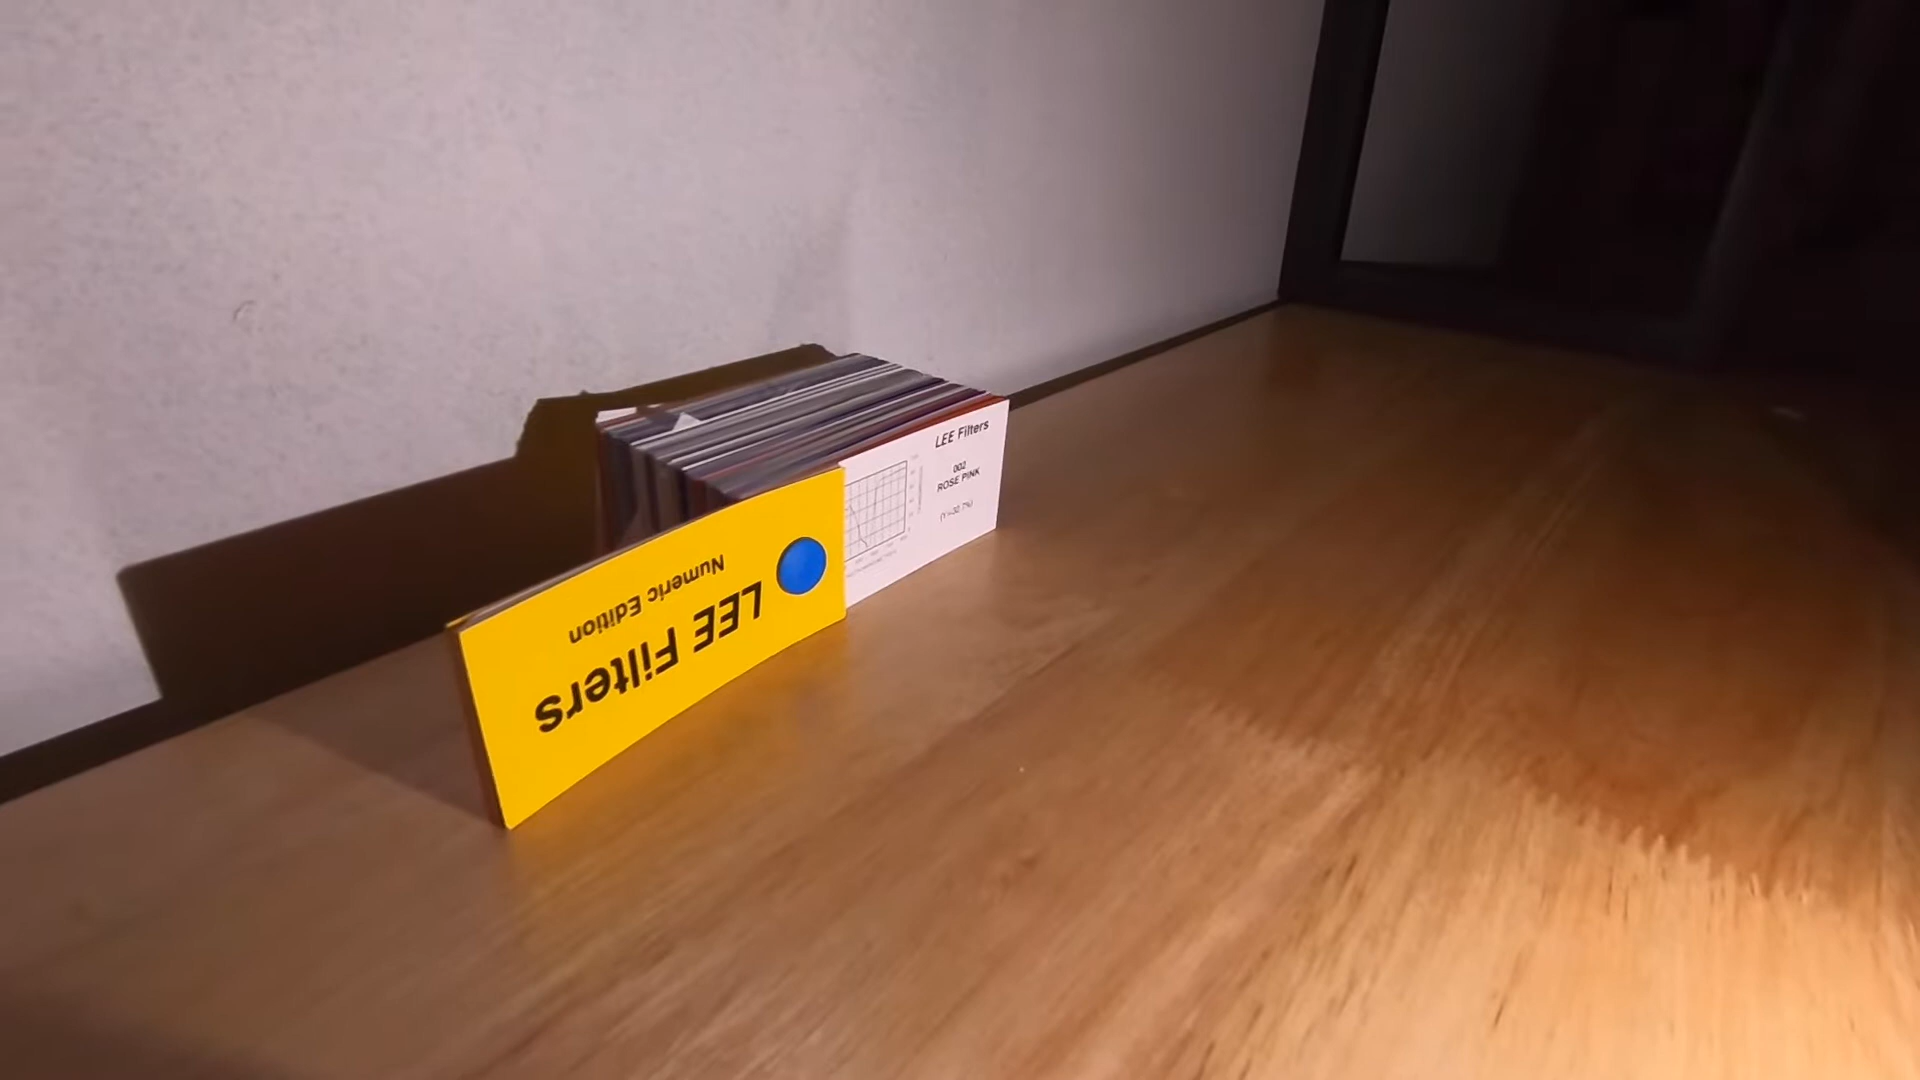 LEE Filters
Numeric Edition
LEE Filters
002
ROSE PINK